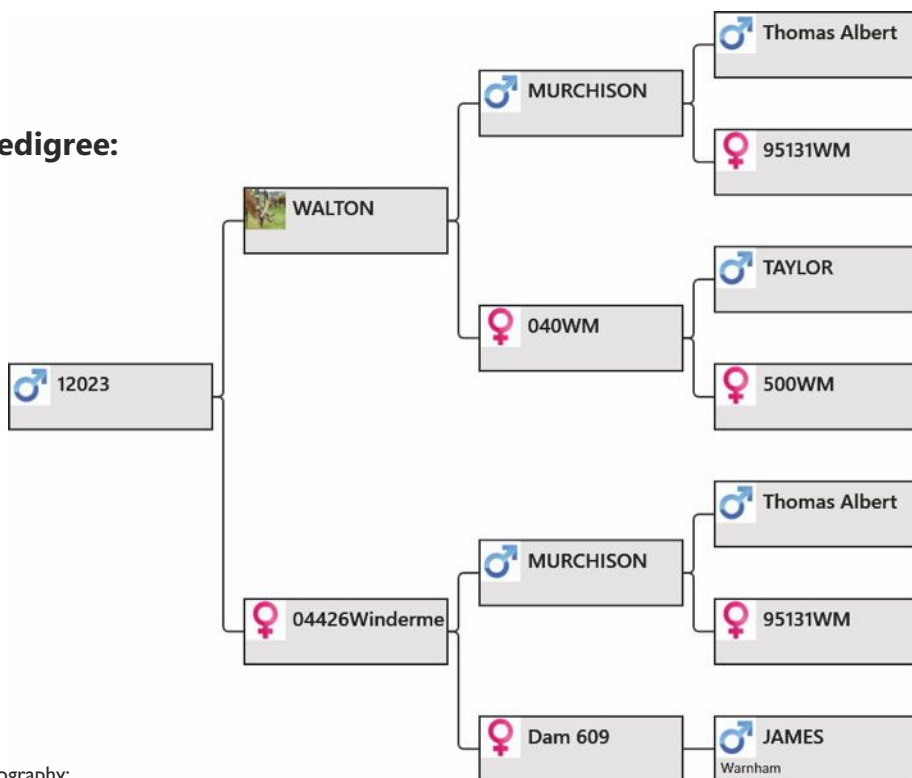 edigree:
Thomas Albert
MURCHISON
95131WM
WALTON
TAYLOR
040WM
500WM
12023
Thomas Albert
MURCHISON
95131WM
04426Winderme
Dam 609
JAMES
Warnham
ography: